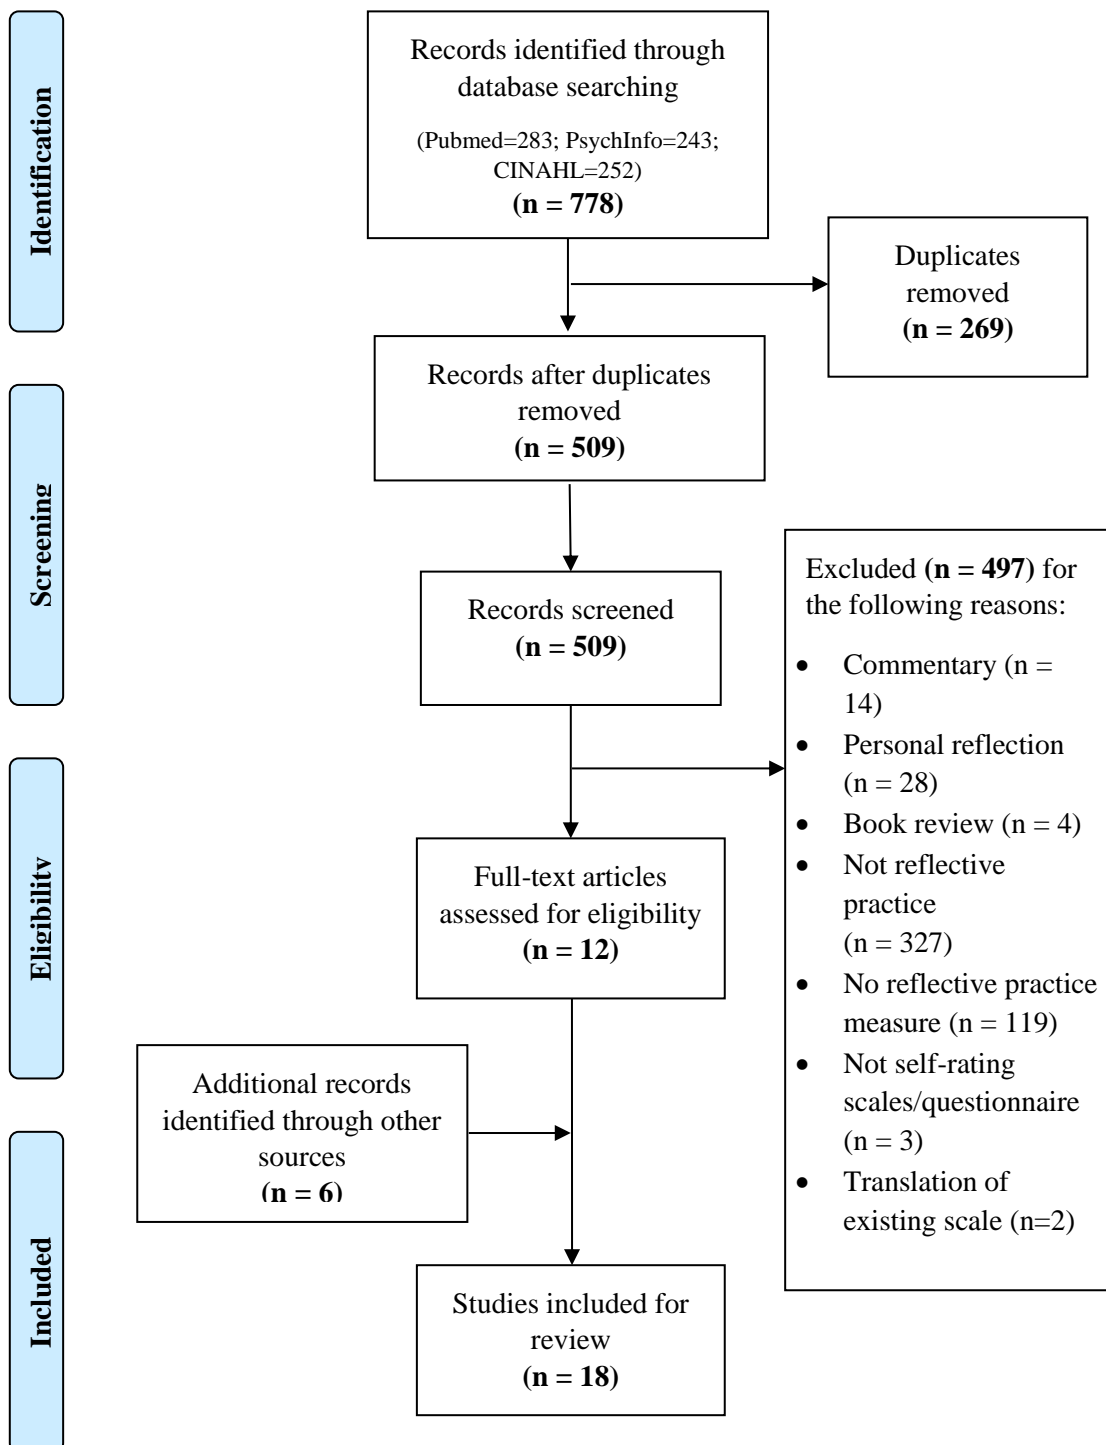 Identification
Records identified through
database searching
(Pubmed=283; PsychInfo=243;
CINAHL=252)
(n = 778)
Duplicates
removed
(n = 269)
Records after duplicates
removed
(n = 509)
Screening
Records screened
(n = 509)
Excluded (n = 497) for
the following reasons:
• Commentary (n =
14)
• Personal reflection
(n = 28)
• Book review (n = 4)
• Not reflective
practice
(n = 327)
• No reflective practice
measure (n = 119)
• Not self-rating
scales/questionnaire
(n = 3)
• Translation of
existing scale (n=2)
Eligibility
Full-text articles
assessed for eligibility
(n = 12)
Additional records
identified through other
sources
(n = 6)
Included
Studies included for
review
(n = 18)